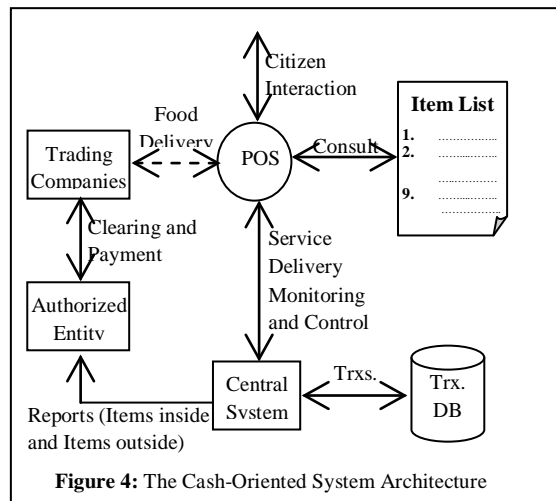 Citizen
Interaction
Item List
1. ....................
2. ....................
....................
9. ....................
....................
Food
Delivery
POS
Consult
Trading
Companies
Clearing and
Payment
Service
Delivery
Monitoring
and Control
Authorized
Entity
Central
System
Trxs.
Trx.
DB
Reports (Items inside
and Items outside)
Figure 4: The Cash-Oriented System Architecture